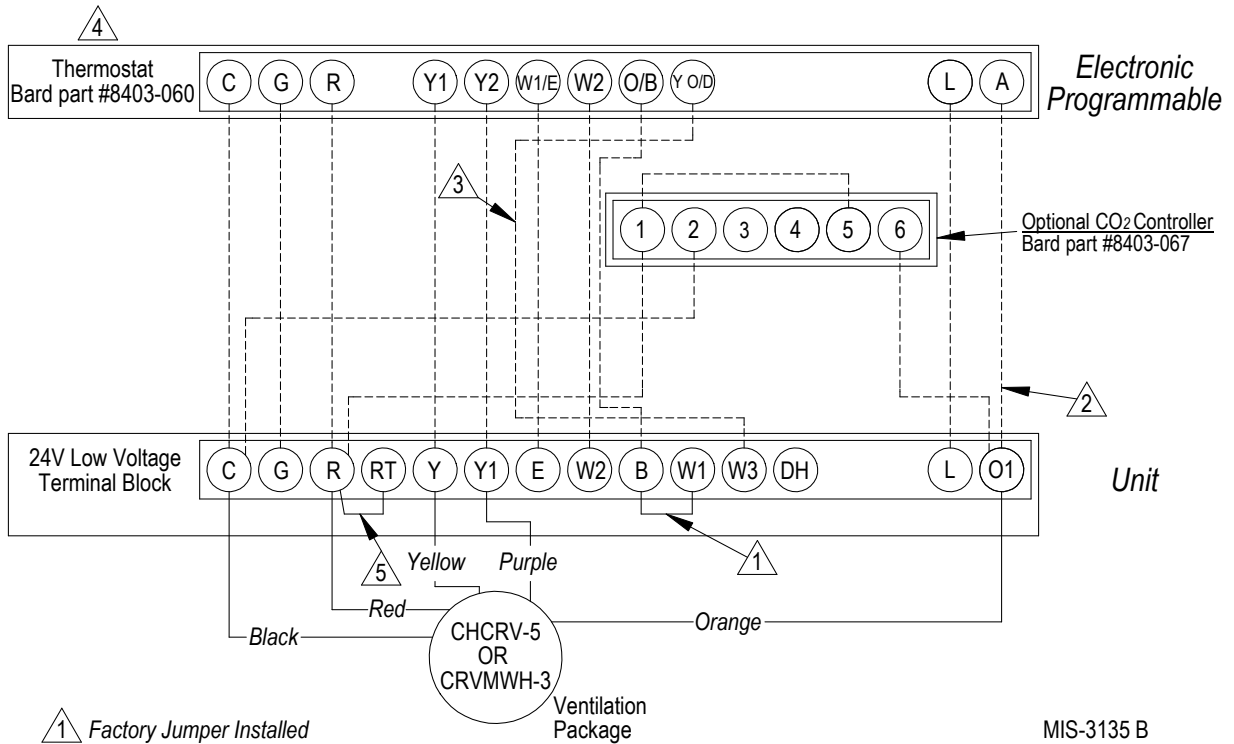 4
Thermostat
Bard part #8403-060
C G R Y1 Y2 W1/E W2 O/B Y O/D L A
Electronic
Programmable
3
1 2 3 4 5 6
Optional CO2 Controller
Bard part #8403-067
2
24V Low Voltage
Terminal Block
C G R RT Y Y1 E W2 B W1 W3 DH L O1
Unit
5
Yellow
Purple
1
Red
Black
Orange
CHCRV-5
OR
CRVMWH-3
Ventilation
Package
1 Factory Jumper Installed
MIS-3135 B